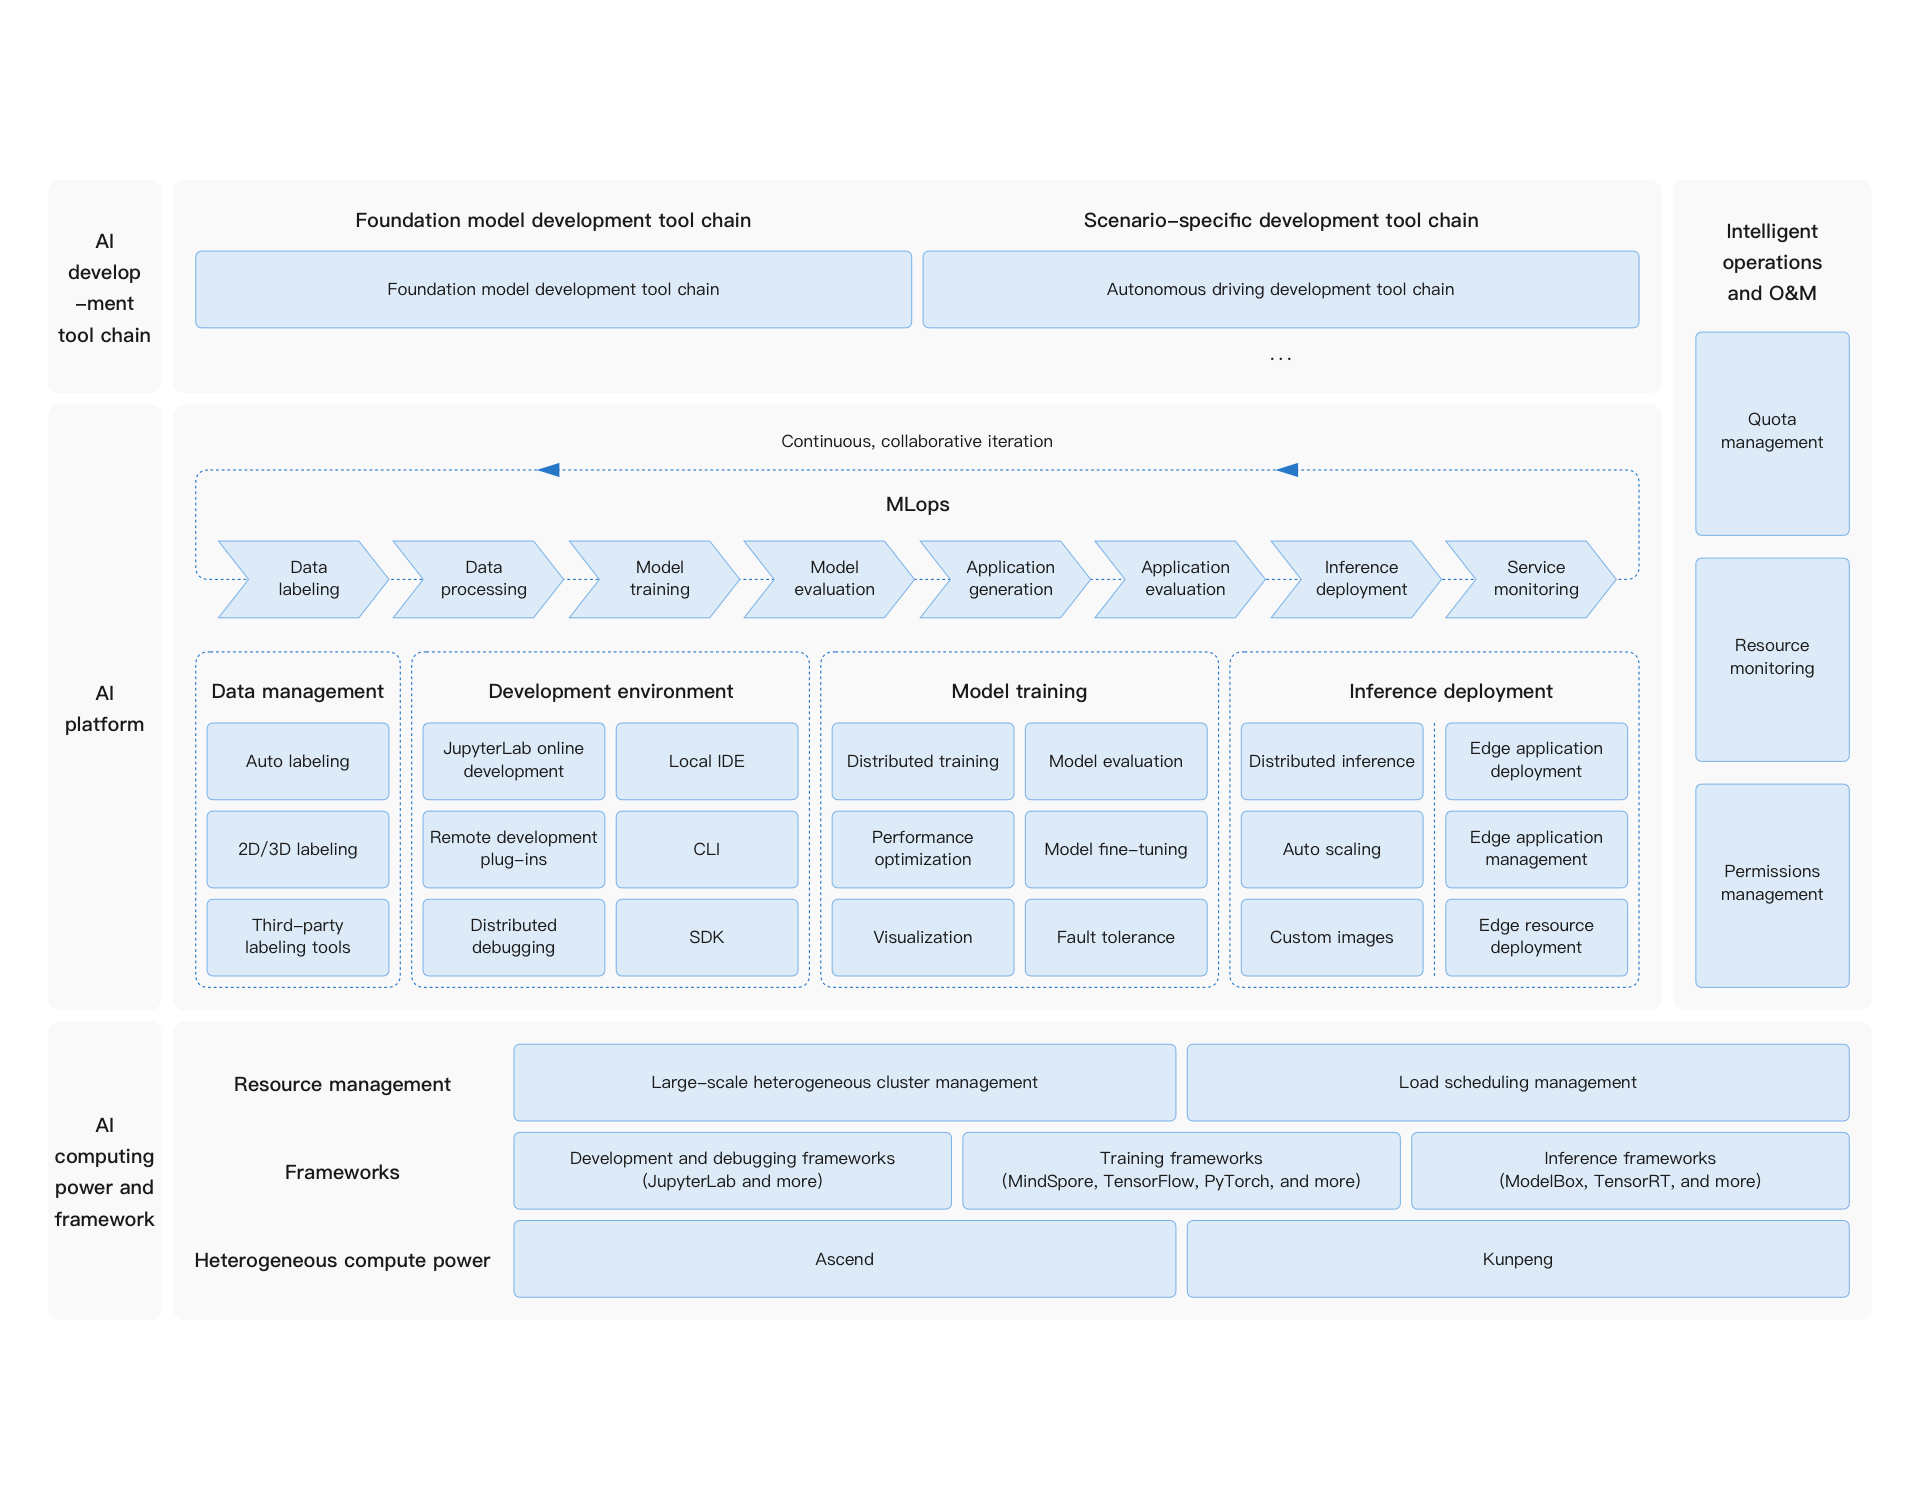 AI
develop
-ment
tool chain
Foundation model development tool chain
Foundation model development tool chain
Scenario-specific development tool chain
Autonomous driving development tool chain
...
Intelligent
operations
and O&M
Quota
management
Resource
monitoring
Permissions
management
AI
platform
Continuous, collaborative iteration
MLops
Data
labeling
Data
processing
Model
training
Model
evaluation
Application
generation
Application
evaluation
Inference
deployment
Service
monitoring
Data management
Auto labeling
2D/3D labeling
Third-party
labeling tools
Development environment
JupyterLab online
development
Local IDE
Remote development
plug-ins
CLI
Distributed
debugging
SDK
Model training
Distributed training
Model evaluation
Performance
optimization
Model fine-tuning
Visualization
Fault tolerance
Inference deployment
Distributed inference
Edge application
deployment
Auto scaling
Edge application
management
Custom images
Edge resource
deployment
AI
computing
power and
framework
Resource management
Large-scale heterogeneous cluster management
Load scheduling management
Frameworks
Development and debugging frameworks
(JupyterLab and more)
Training frameworks
(MindSpore, TensorFlow, PyTorch, and more)
Inference frameworks
(ModelBox, TensorRT, and more)
Heterogeneous compute power
Ascend
Kunpeng